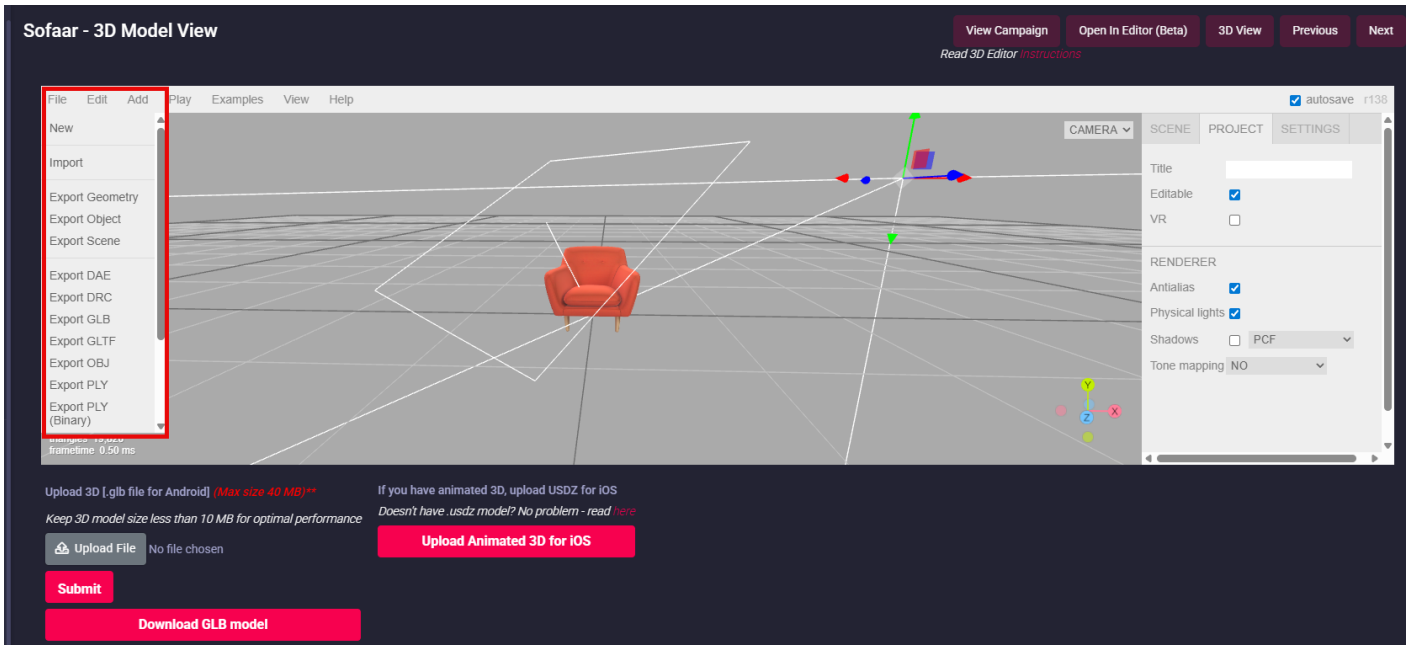 Sofaar - 3D Model View
View Campaign Open In Editor (Beta) 3D View Previous Next
Read 3D Editor Instructions
File Edit Add Play Examples View Help
autosave r138
New
Import
Export Geometry
Export Object
Export Scene
Export DAE
Export DRC
Export GLB
Export GLTF
Export OBJ
Export PLY
Export PLY
(Binary)
frametime 0.50 ms
CAMERA
Y
X
Z
SCENE PROJECT SETTINGS
Title
Editable
VR
RENDERER
Antialias
Physical lights
Shadows PCF
Tone mapping NO
Upload 3D [.glb file for Android] (Max size 40 MB)**
Keep 3D model size less than 10 MB for optimal performance
Upload File No file chosen
Submit
Download GLB model
If you have animated 3D, upload USDZ for iOS
Doesn't have .usdz model? No problem - read here
Upload Animated 3D for iOS